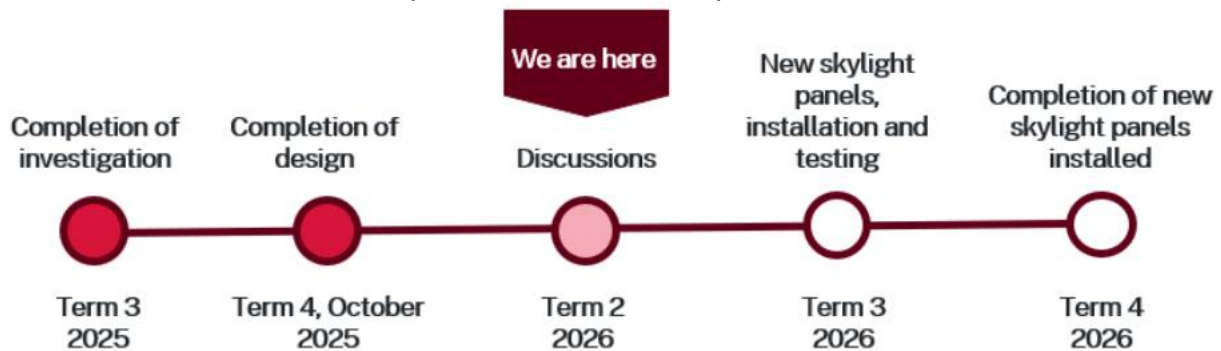 We are here
Completion of
investigation
Completion of
design
Discussions
New skylight
panels,
installation and
testing
Completion of new
skylight panels
installed
Term 3
2025
Term 4, October
2025
Term 2
2026
Term 3
2026
Term 4
2026